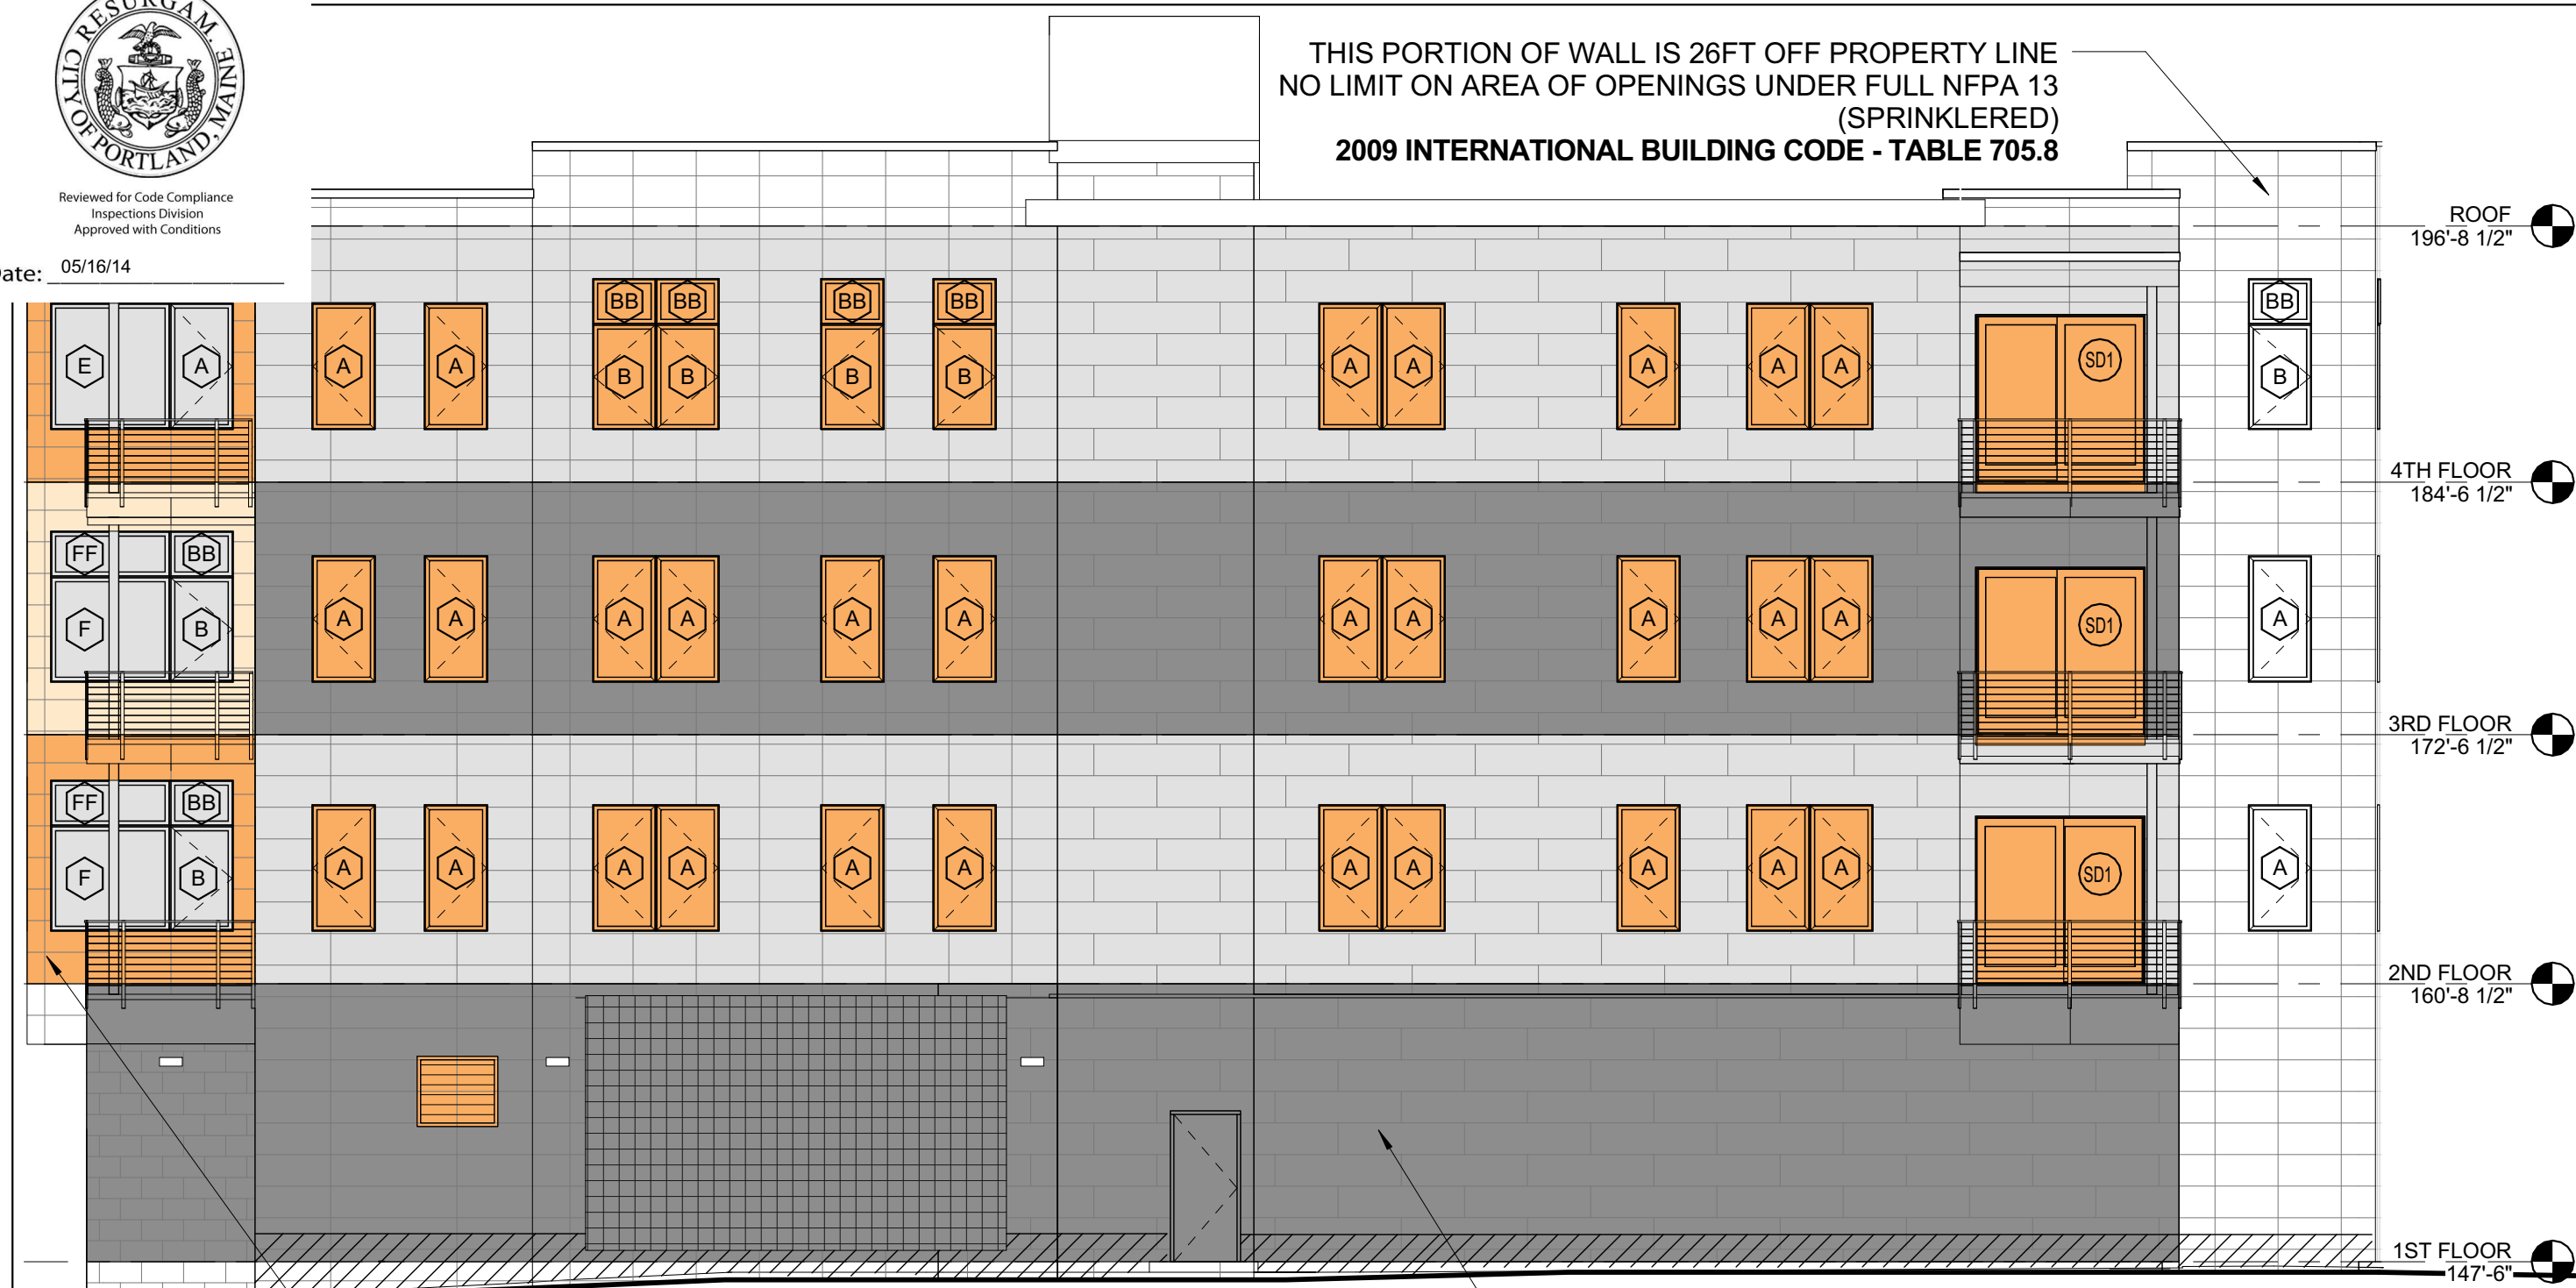 CITY OF PORTLAND, MAINE
RESURGAM.
Reviewed for Code Compliance
Inspections Division
Approved with Conditions
Date: 05/16/14
THIS PORTION OF WALL IS 26FT OFF PROPERTY LINE
NO LIMIT ON AREA OF OPENINGS UNDER FULL NFPA 13
(SPRINKLERED)
2009 INTERNATIONAL BUILDING CODE - TABLE 705.8
ROOF
196'-8 1/2"
BB BB BB BB BB
E A A A B B B B A A A A A SD1 B
4TH FLOOR
184'-6 1/2"
FF BB
F B A A A A A A A A A A A SD1 A
3RD FLOOR
172'-6 1/2"
FF BB
F B A A A A A A A A A A A SD1 A
2ND FLOOR
160'-8 1/2"
1ST FLOOR
147'-6"